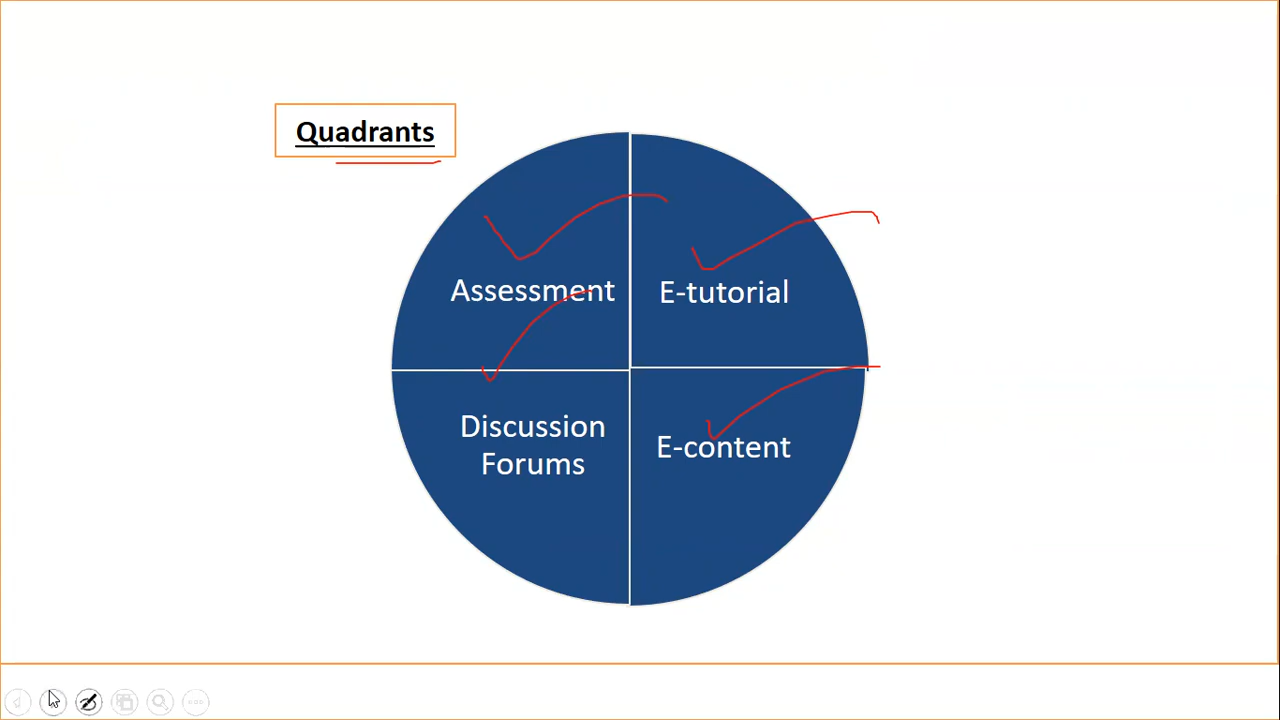 Quadrants
Assessment
E-tutorial
Discussion
Forums
E-content